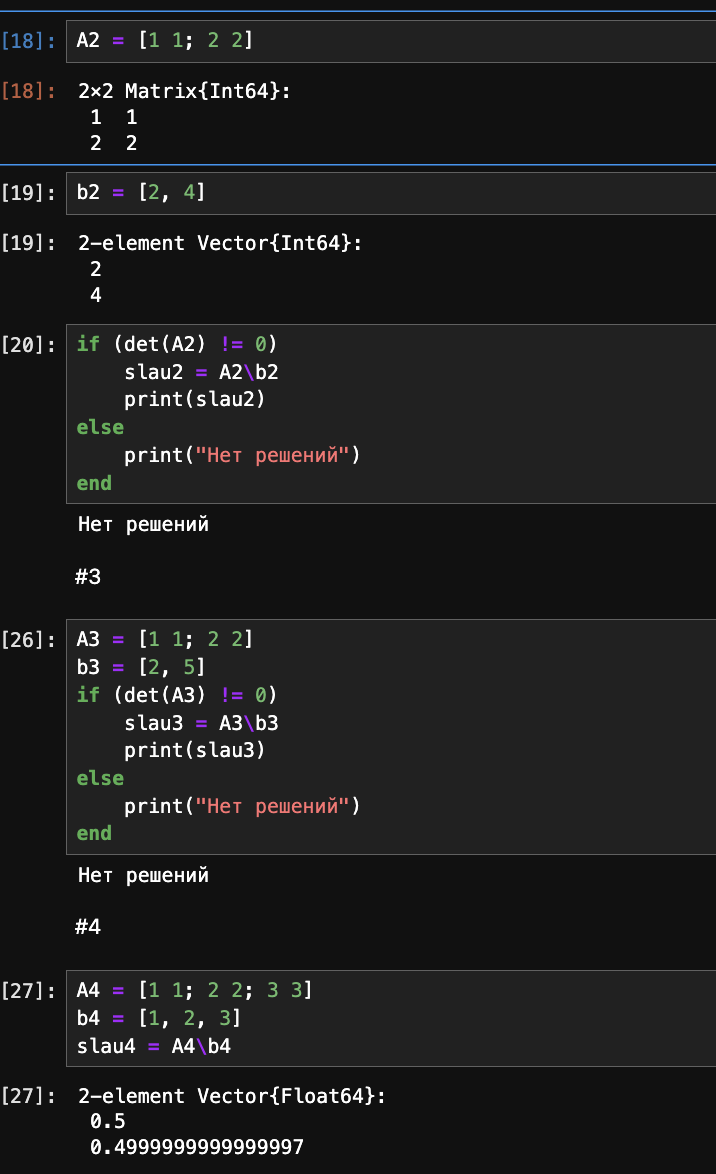 [18]: A2 = [1 1; 2 2]
[18]: 2×2 Matrix{Int64}:
1 1
2 2
[19]: b2 = [2, 4]
[19]: 2-element Vector{Int64}:
2
4
[20]: if (det(A2) != 0)
slau2 = A2\b2
print(slau2)
else
print("Нет решений")
end
Нет решений
#3
[26]: A3 = [1 1; 2 2]
b3 = [2, 5]
if (det(A3) != 0)
slau3 = A3\b3
print(slau3)
else
print("Нет решений")
end
Нет решений
#4
[27]: A4 = [1 1; 2 2; 3 3]
b4 = [1, 2, 3]
slau4 = A4\b4
[27]: 2-element Vector{Float64}:
0.5
0.4999999999999997